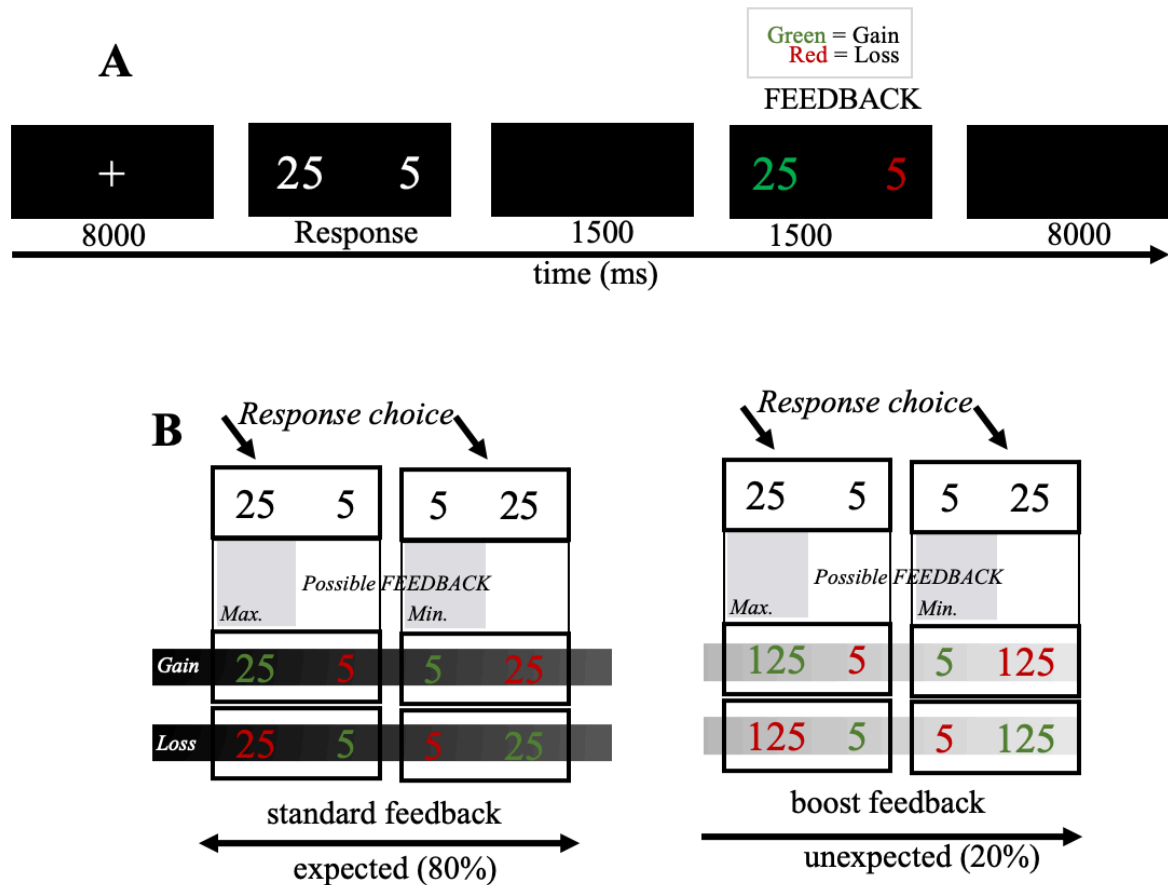 Green = Gain
Red = Loss
A
FEEDBACK
+
25 5
25 5
8000
Response
1500
1500
8000
time (ms)
B
Response choice
25 5
5 25
Possible FEEDBACK
Max.
Min.
Gain
25 5
5 25
Loss
25 5
5 25
standard feedback
expected (80%)
Response choice
25 5
5 25
Possible FEEDBACK
Max.
Min.
125 5
5 125
125 5
5 125
boost feedback
unexpected (20%)